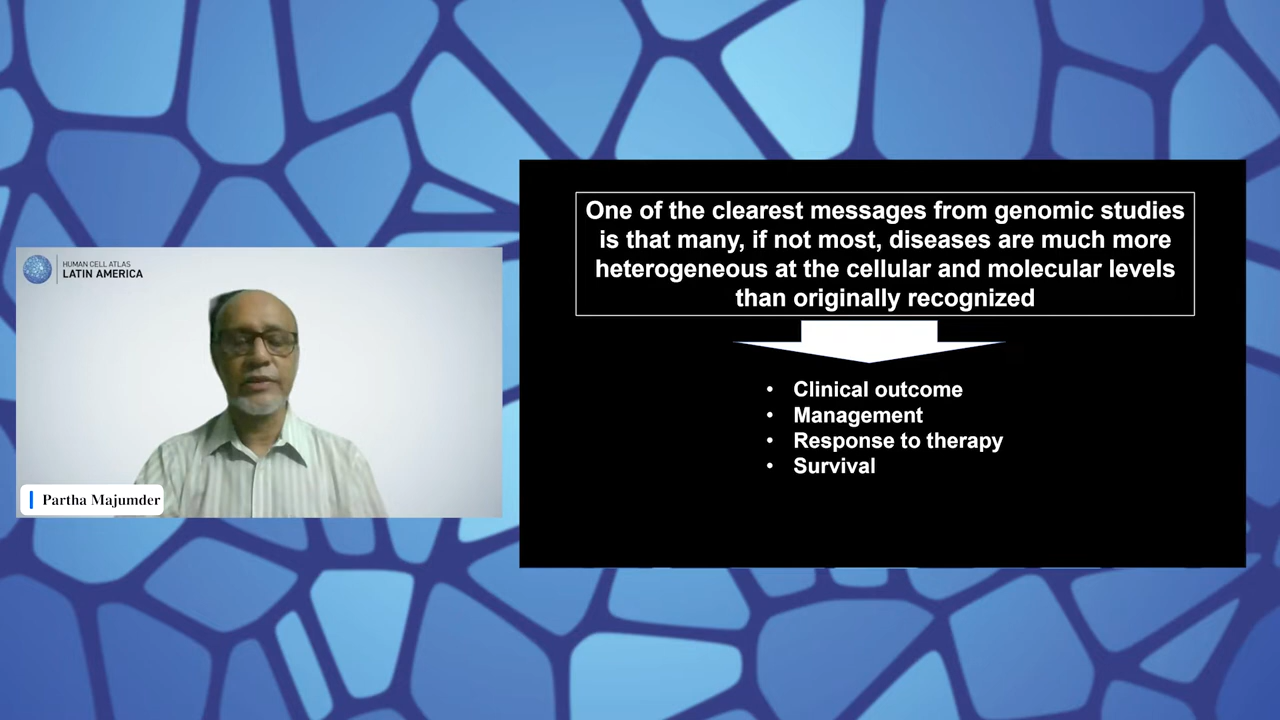 HUMAN CELL ATLAS
LATIN AMERICA
Partha Majumder
One of the clearest messages from genomic studies
is that many, if not most, diseases are much more
heterogeneous at the cellular and molecular levels
than originally recognized
• Clinical outcome
• Management
• Response to therapy
• Survival